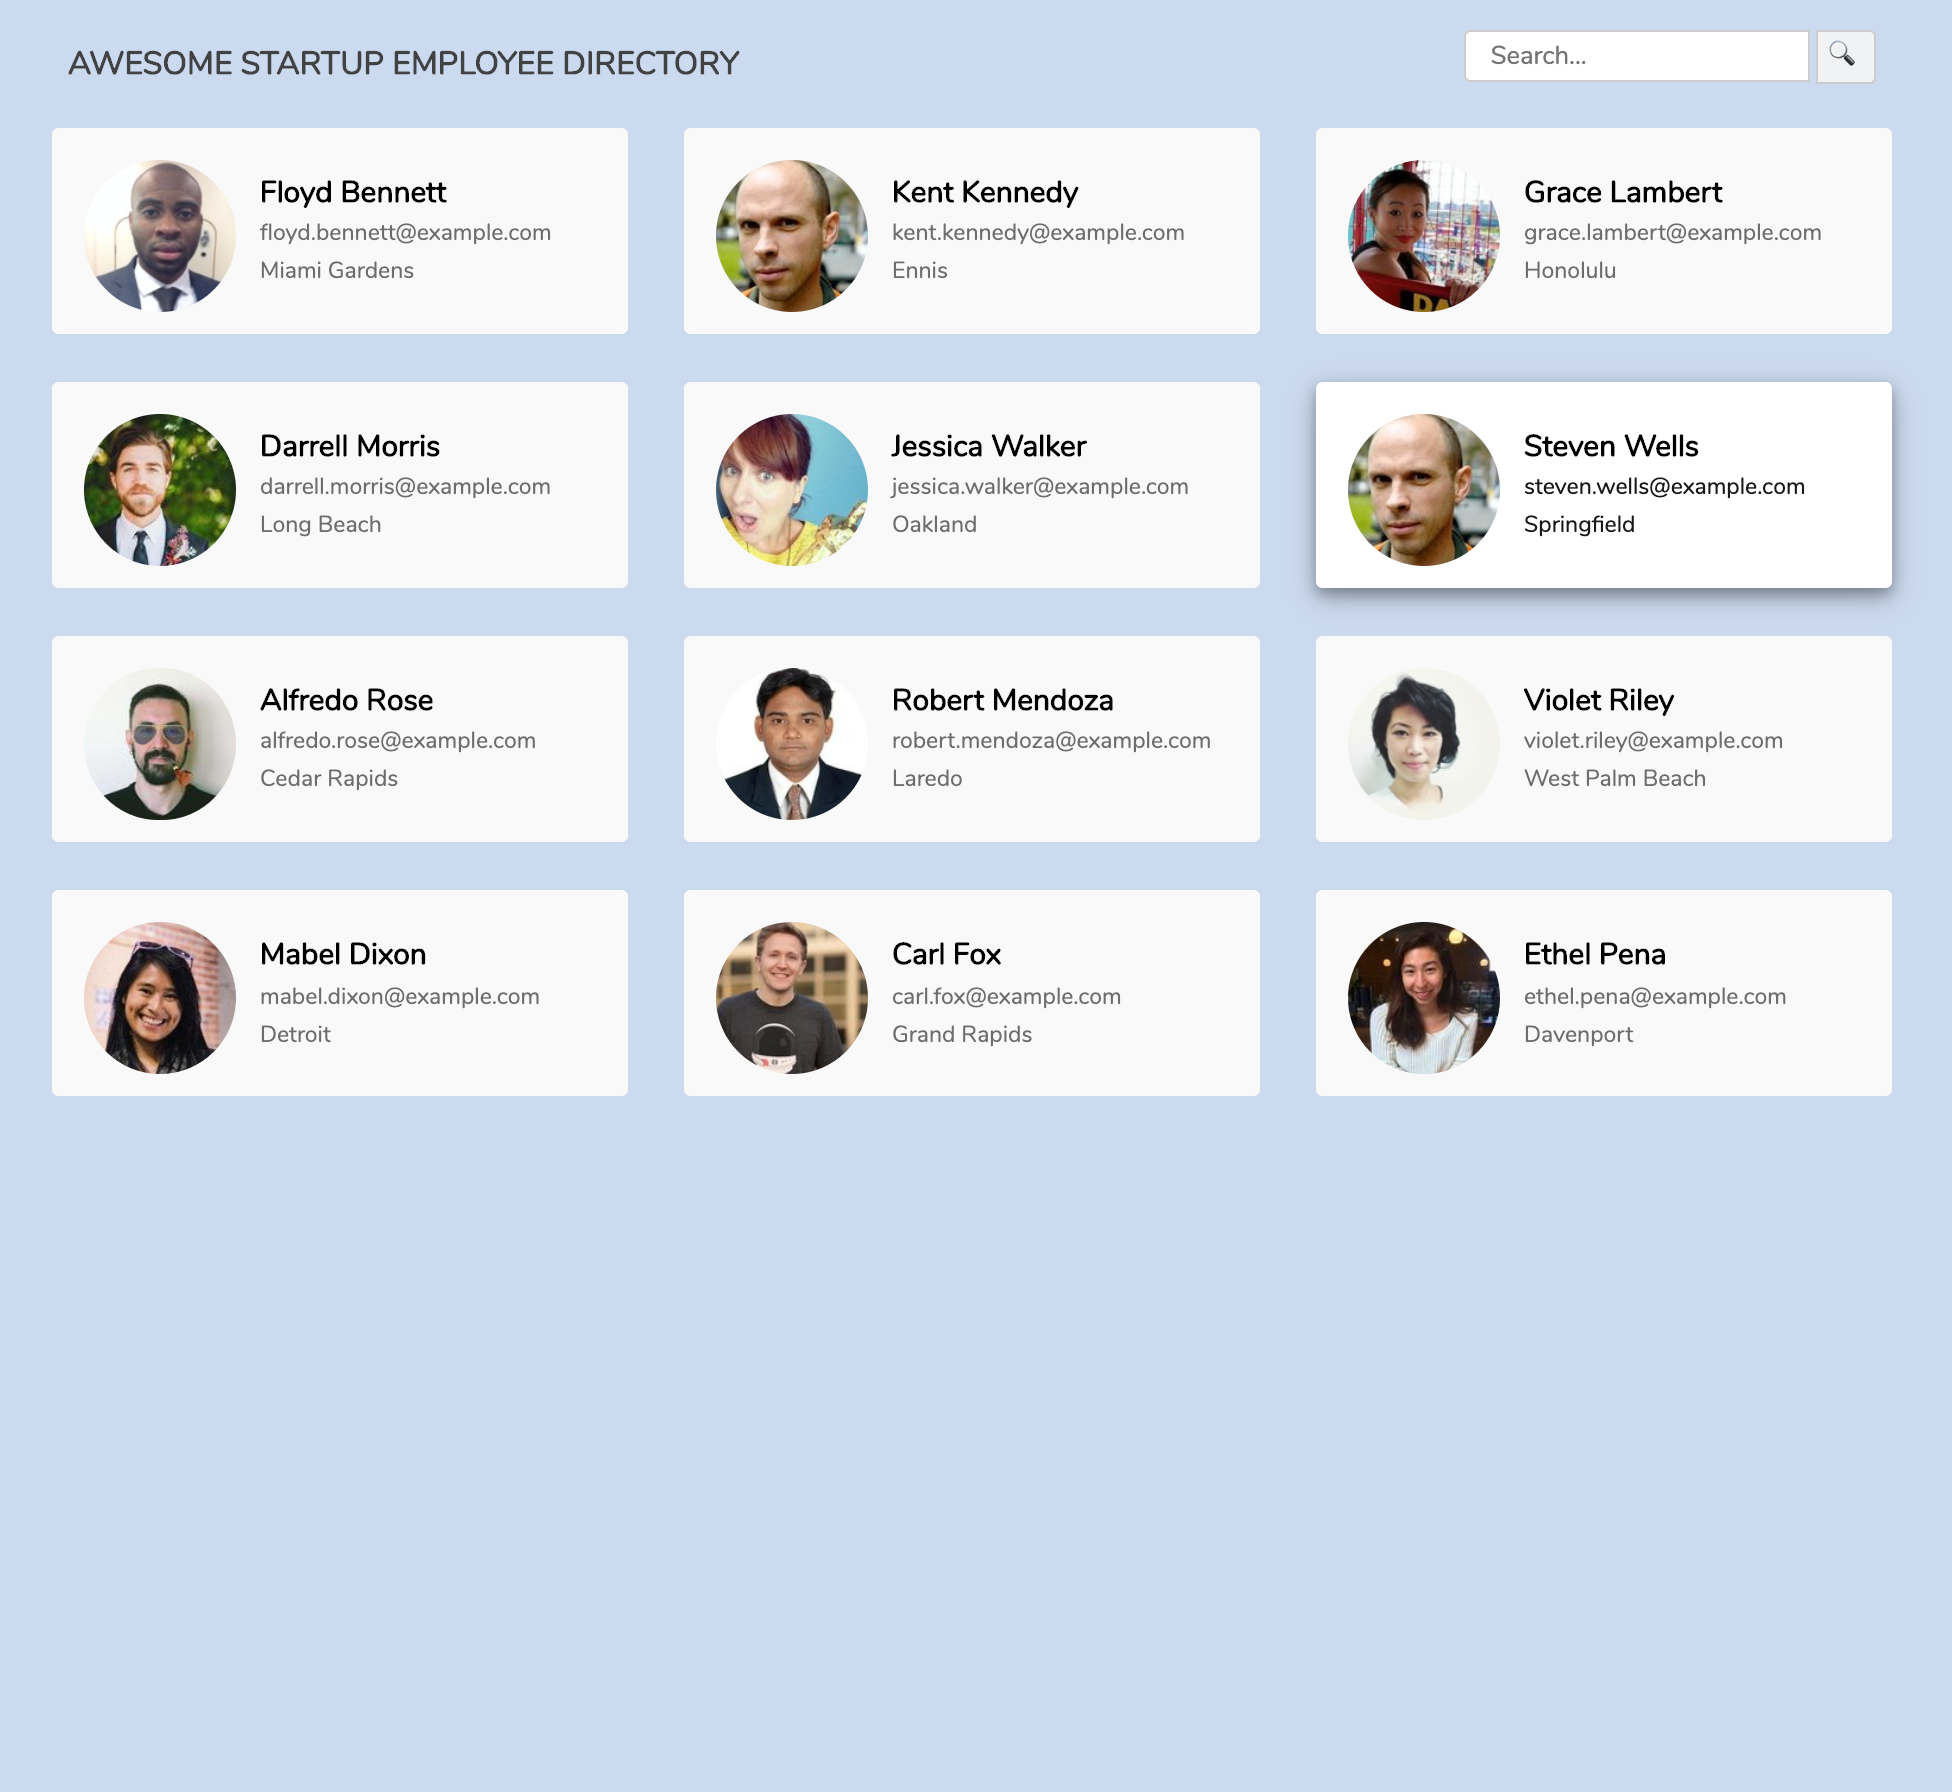 AWESOME STARTUP EMPLOYEE DIRECTORY
Search...
Floyd Bennett
floyd.bennett@example.com
Miami Gardens
Kent Kennedy
kent.kennedy@example.com
Ennis
Grace Lambert
grace.lambert@example.com
Honolulu
DA
Darrell Morris
darrell.morris@example.com
Long Beach
Jessica Walker
jessica.walker@example.com
Oakland
Steven Wells
steven.wells@example.com
Springfield
Alfredo Rose
alfredo.rose@example.com
Cedar Rapids
Robert Mendoza
robert.mendoza@example.com
Laredo
Violet Riley
violet.riley@example.com
West Palm Beach
Mabel Dixon
mabel.dixon@example.com
Detroit
Carl Fox
carl.fox@example.com
Grand Rapids
Ethel Pena
ethel.pena@example.com
Davenport